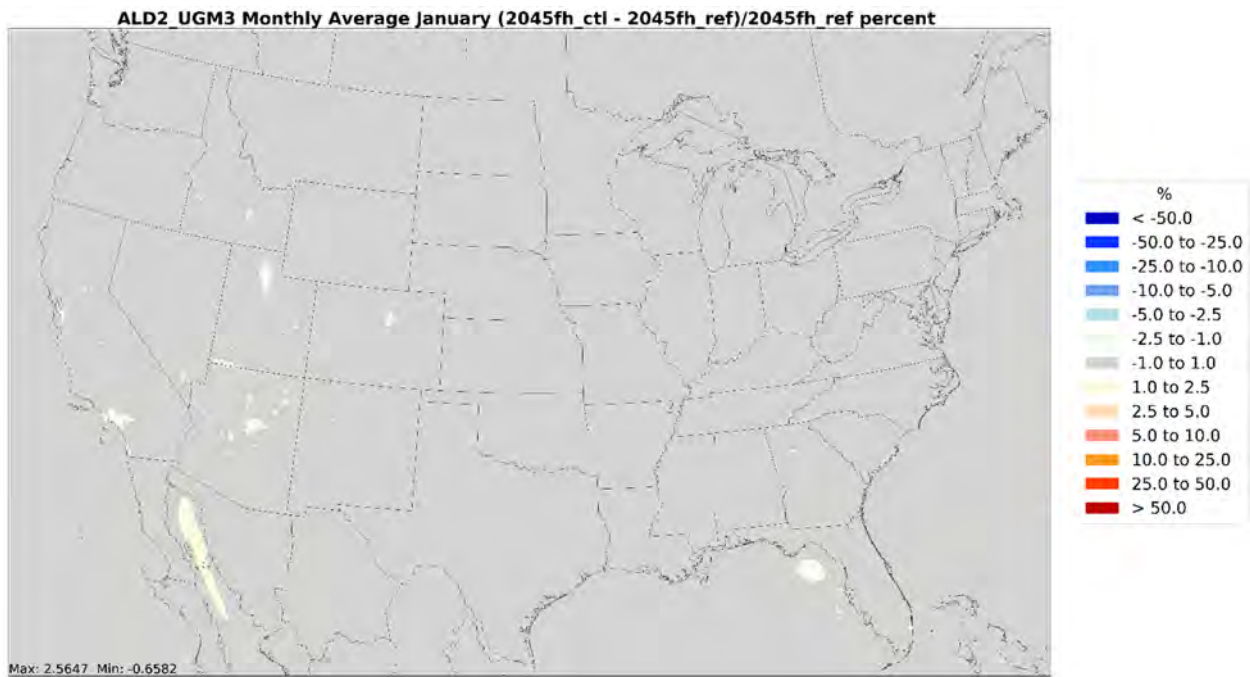 ALD2_UGM3 Monthly Average January (2045fh_ctl - 2045fh_ref)/2045fh_ref percent
%
< -50.0
-50.0 to -25.0
-25.0 to -10.0
-10.0 to -5.0
-5.0 to -2.5
-2.5 to -1.0
-1.0 to 1.0
1.0 to 2.5
2.5 to 5.0
5.0 to 10.0
10.0 to 25.0
25.0 to 50.0
> 50.0
Max: 2.5647 Min: -0.6582